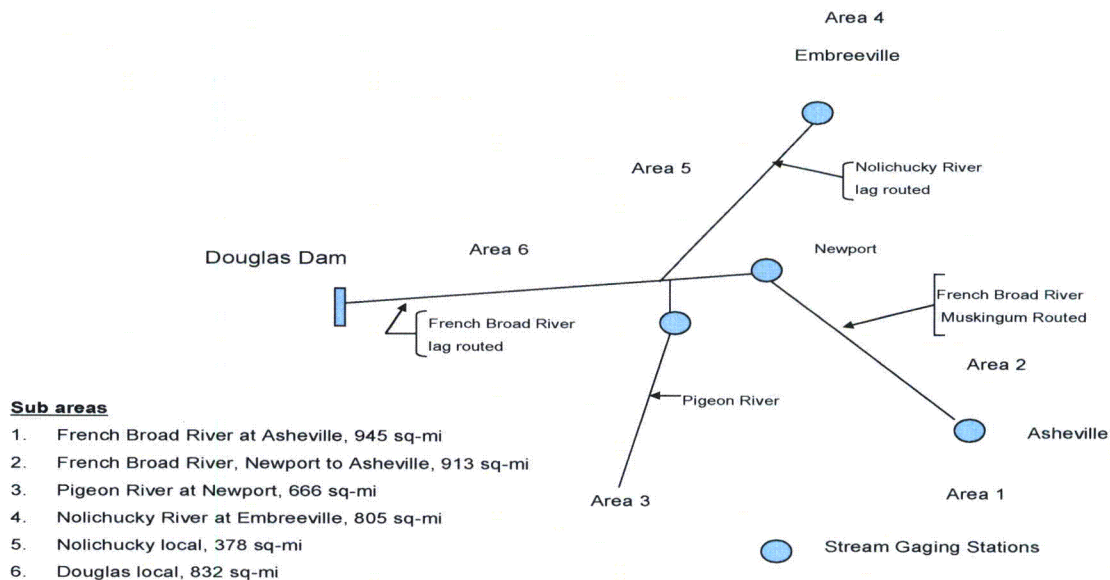 Area 4
Embreeville
Area 5
Nolichucky River
lag routed
Area 6
Newport
Douglas Dam
French Broad River
Muskingum Routed
French Broad River
lag routed
Area 2
Sub areas
Pigeon River
1. French Broad River at Asheville, 945 sq-mi
Asheville
2. French Broad River, Newport to Asheville, 913 sq-mi
3. Pigeon River at Newport, 666 sq-mi
Area 3
Area 1
4. Nolichucky River at Embreeville, 805 sq-mi
5. Nolichucky local, 378 sq-mi
Stream Gaging Stations
6. Douglas local, 832 sq-mi